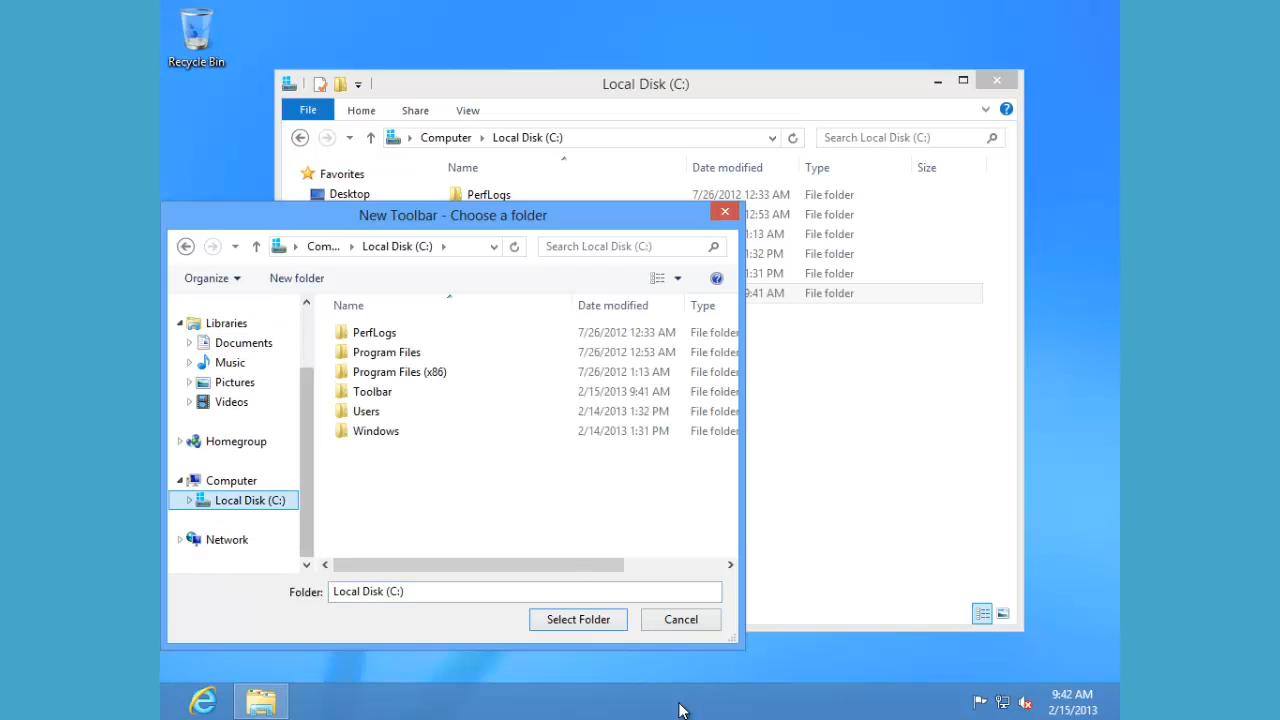 Recycle Bin
Local Disk (C:)
File Home Share View
Computer Local Disk (C:) Search Local Disk (C:)
Name Date modified Type Size
Favorites
Desktop
PerfLogs 7/26/2012 12:33 AM File folder
2:53 AM File folder
1:13 AM File folder
1:32 PM File folder
1:31 PM File folder
9:41 AM File folder
New Toolbar - Choose a folder
Com... Local Disk (C:) Search Local Disk (C:)
Organize New folder
Name Date modified Type
Libraries
Documents
Music
Pictures
Videos
Homegroup
Computer
Local Disk (C:)
Network
PerfLogs 7/26/2012 12:33 AM File folder
Program Files 7/26/2012 12:53 AM File folder
Program Files (x86) 7/26/2012 1:13 AM File folder
Toolbar 2/15/2013 9:41 AM File folder
Users 2/14/2013 1:32 PM File folder
Windows 2/14/2013 1:31 PM File folder
Folder: Local Disk (C:)
Select Folder Cancel
9:42 AM
2/15/2013